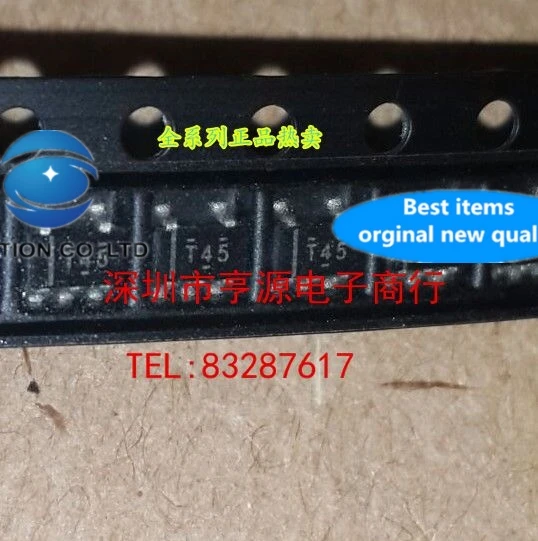 全系列正品热卖
Best items
orginal new qual
TION CO LTD
T45
T45
深圳市亨源电子商行
TEL:83287617